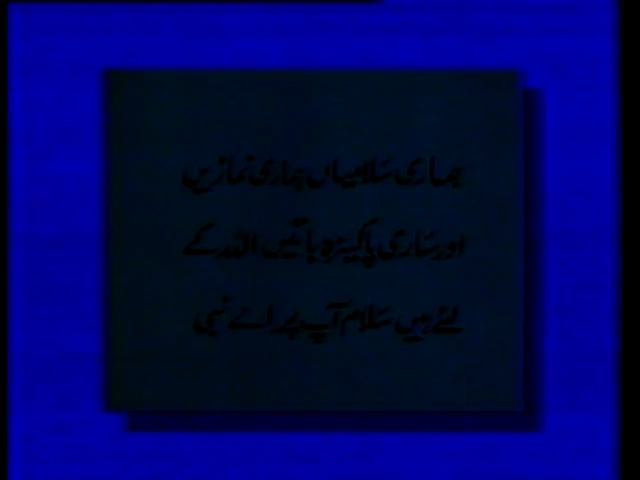 ہماری سلامیاں ہماری نمازیں
اور ساری پاکیزہ باتیں اللہ کے
لئے ہیں سلام آپ پر اے نبی